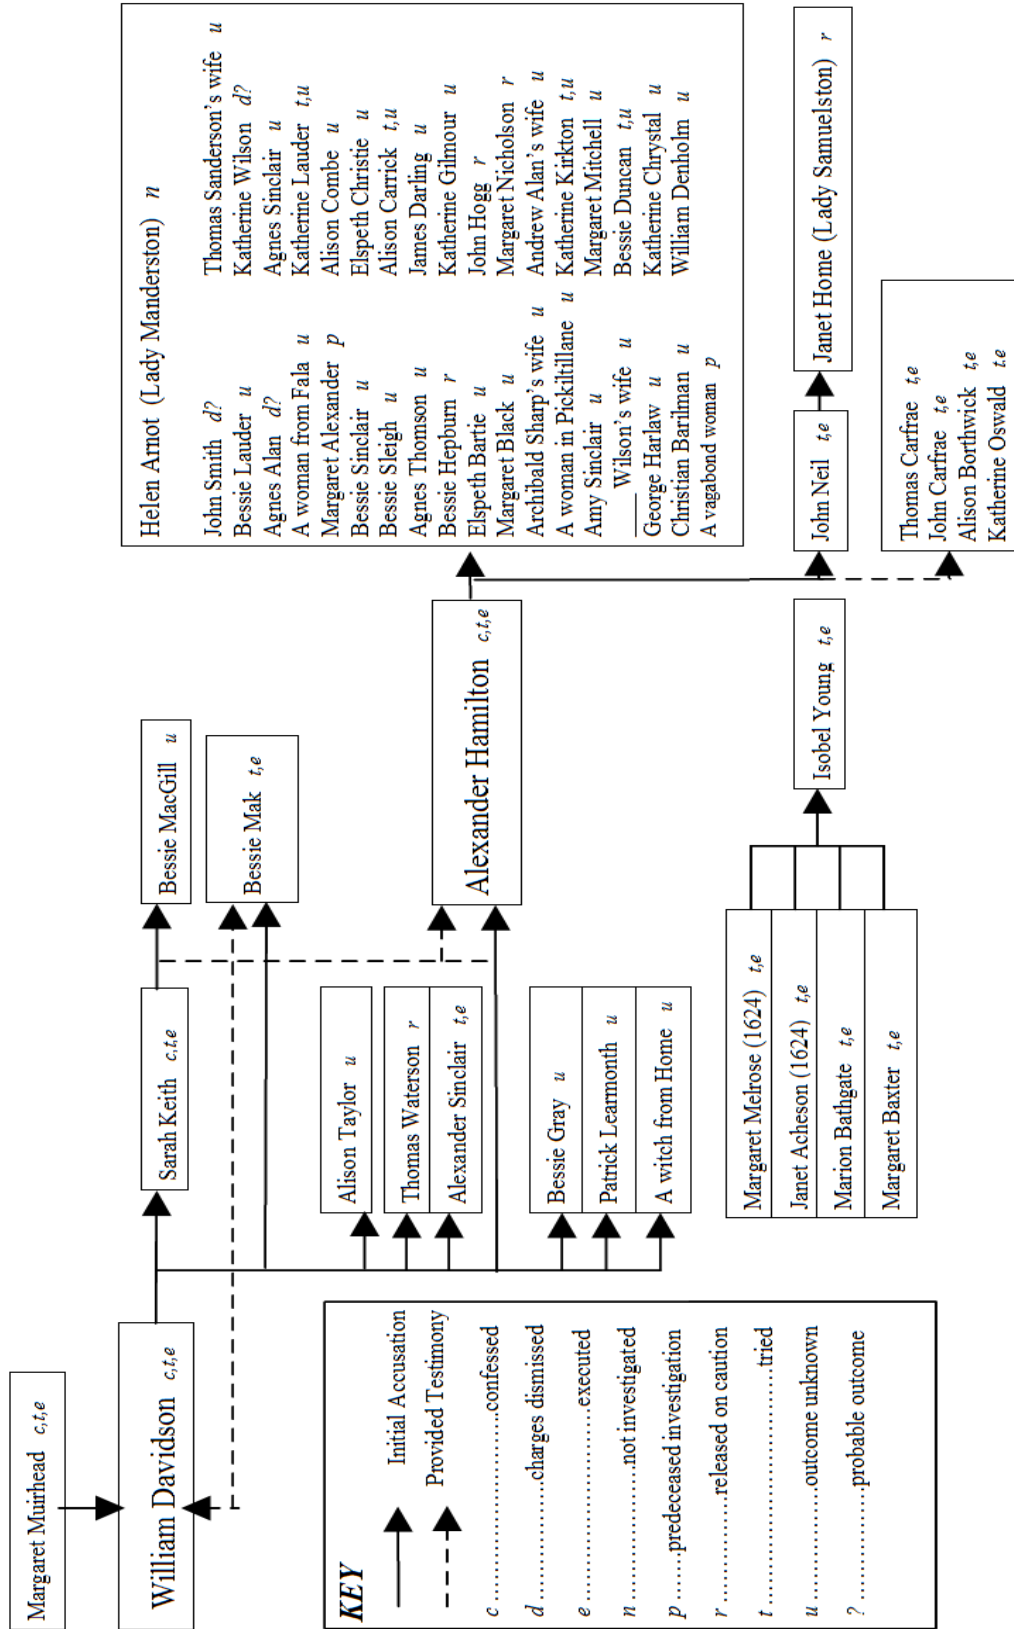 Margaret Muirhead c,t,e
William Davidson c,t,e
Sarah Keith c,t,e
Bessie MacGill u
Bessie Mak t,e
Alison Taylor u
Thomas Waterson r
Alexander Sinclair t,e
Alexander Hamilton c,t,e
Bessie Gray u
Patrick Learmonth u
A witch from Home u
Helen Arnot (Lady Manderston) n
John Smith d?
Bessie Lauder u
Agnes Alan d?
A woman from Fala u
Margaret Alexander p
Bessie Sinclair u
Bessie Sleigh u
Agnes Thomson u
Bessie Hepburn r
Elspeth Bartie u
Margaret Black u
Archibald Sharp's wife u
A woman in Pickiltillane u
Amy Sinclair u
___ Wilson's wife u
George Harlaw u
Christian Barilman u
A vagabond woman p
Thomas Sanderson's wife u
Katherine Wilson d?
Agnes Sinclair u
Katherine Lauder t,u
Alison Combe u
Elspeth Christie u
Alison Carrick t,u
James Darling u
Katherine Gilmour u
John Hogg r
Margaret Nicholson r
Andrew Alan's wife u
Katherine Kirkton t,u
Margaret Mitchell u
Bessie Duncan t,u
Katherine Chrystal u
William Denholm u
Margaret Melrose (1624) t,e
Janet Acheson (1624) t,e
Marion Bathgate t,e
Margaret Baxter t,e
Isobel Young t,e
John Neil t,e
Janet Home (Lady Samuelston) r
Thomas Carfrae t,e
John Carfrae t,e
Alison Borthwick t,e
Katherine Oswald t.e
KEY
Initial Accusation
Provided Testimony
c ......................confessed
d ...............charges dismissed
e ......................executed
n ...............not investigated
p .......predeceased investigation
r ...............released on caution
t ..............................tried
u .............outcome unknown
? .............probable outcome